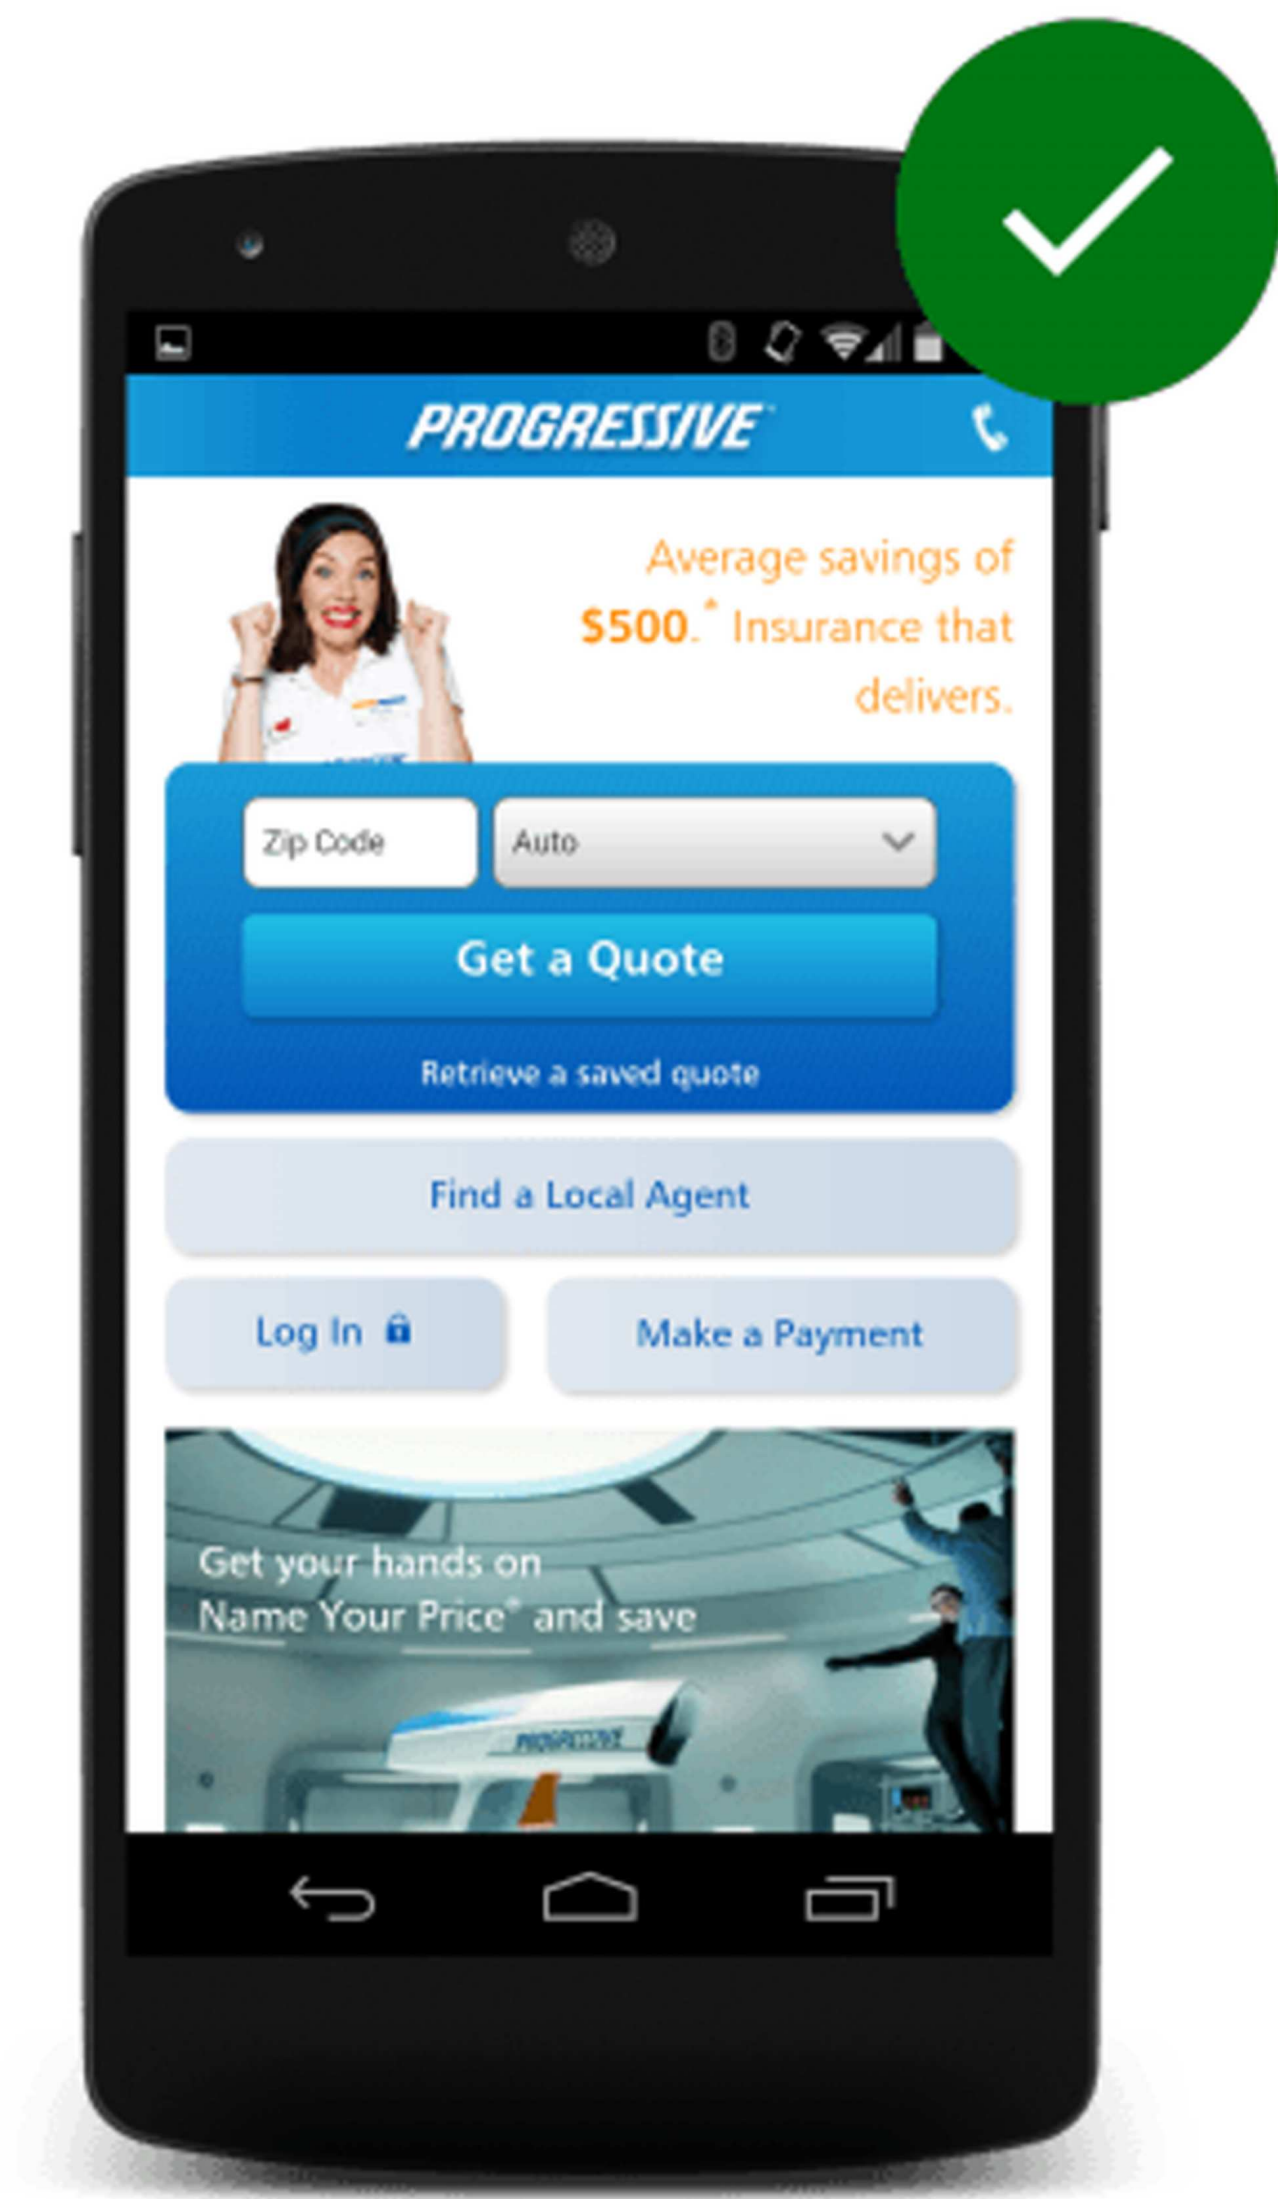 PROGRESSIVE
Average savings of
$500.* Insurance that
delivers.
Zip Code
Auto
Get a Quote
Retrieve a saved quote
Find a Local Agent
Log In
Make a Payment
Get your hands on
Name Your Price® and save
PROGRESSIVE